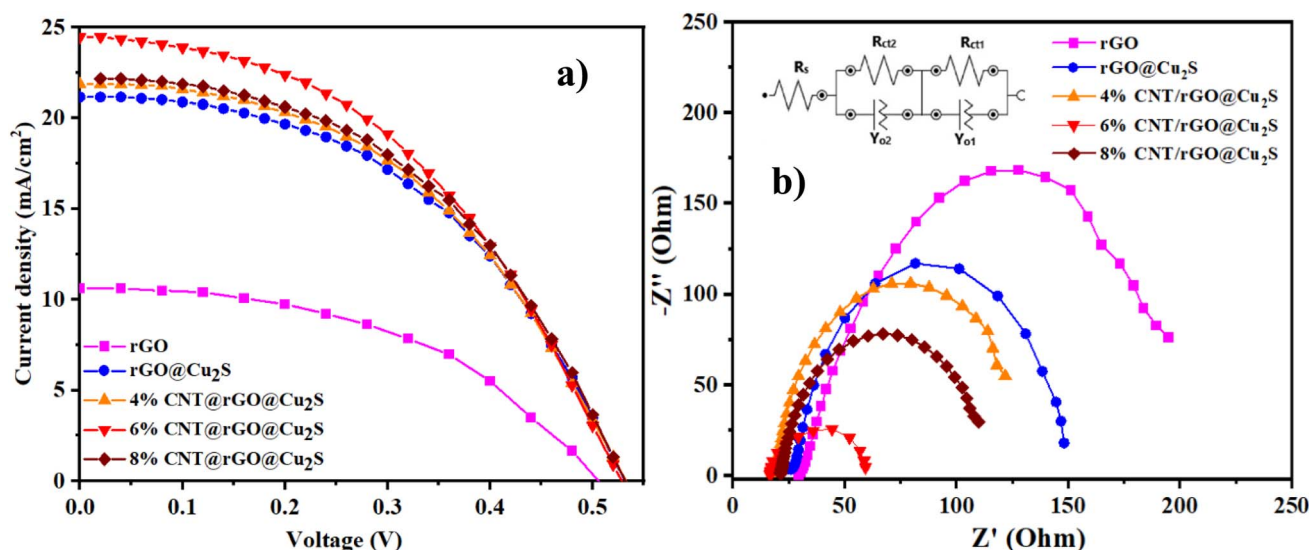 a)
Current density (mA/cm²)
25
20
15
10
5
0
rGO
rGO@Cu₂S
4% CNT@rGO@Cu₂S
6% CNT@rGO@Cu₂S
8% CNT@rGO@Cu₂S
0.0 0.1 0.2 0.3 0.4 0.5
Voltage (V)
b)
-Z'' (Ohm)
250
200
150
100
50
0
Rs
Rct2
Rct1
Yo2
Yo1
rGO
rGO@Cu₂S
4% CNT/rGO@Cu₂S
6% CNT/rGO@Cu₂S
8% CNT/rGO@Cu₂S
0 50 100 150 200 250
Z' (Ohm)